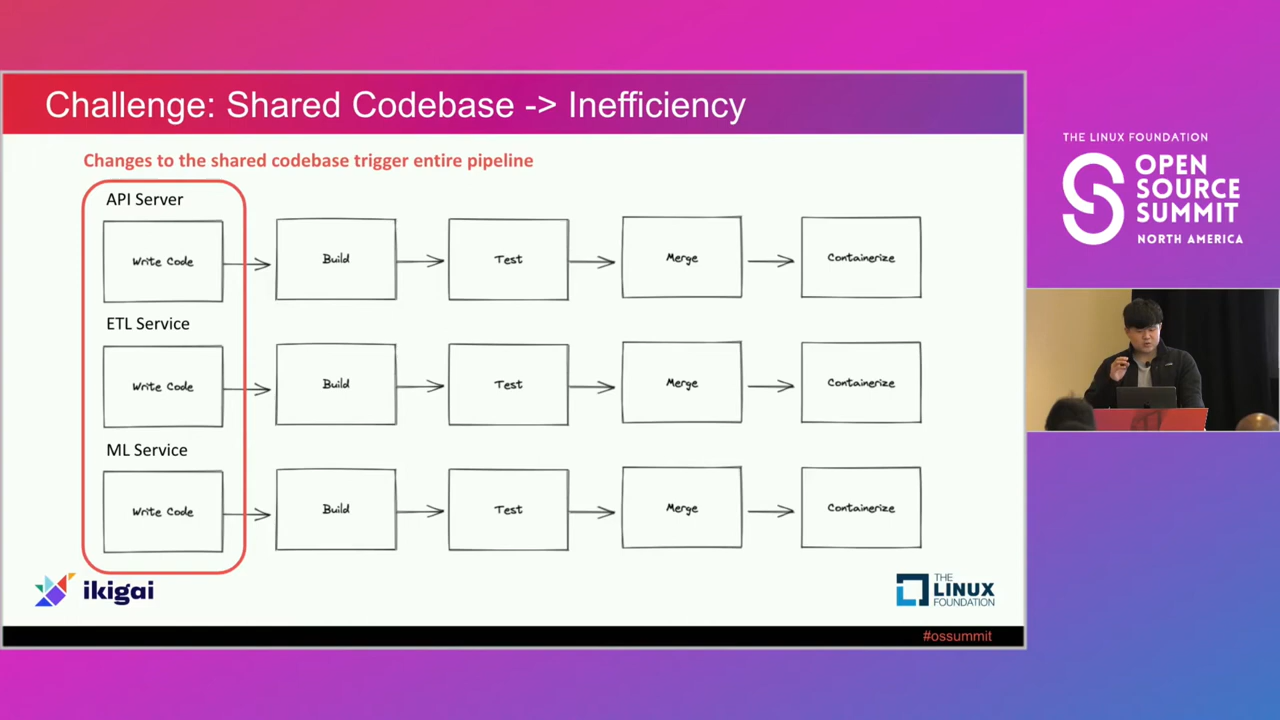 Challenge: Shared Codebase -> Inefficiency
Changes to the shared codebase trigger entire pipeline
API Server
Write Code
Build
Test
Merge
Containerize
ETL Service
Write Code
Build
Test
Merge
Containerize
ML Service
Write Code
Build
Test
Merge
Containerize
ikigai
THE
LINUX
FOUNDATION
#ossummit
THE LINUX FOUNDATION
OPEN
SOURCE
SUMMIT
NORTH AMERICA